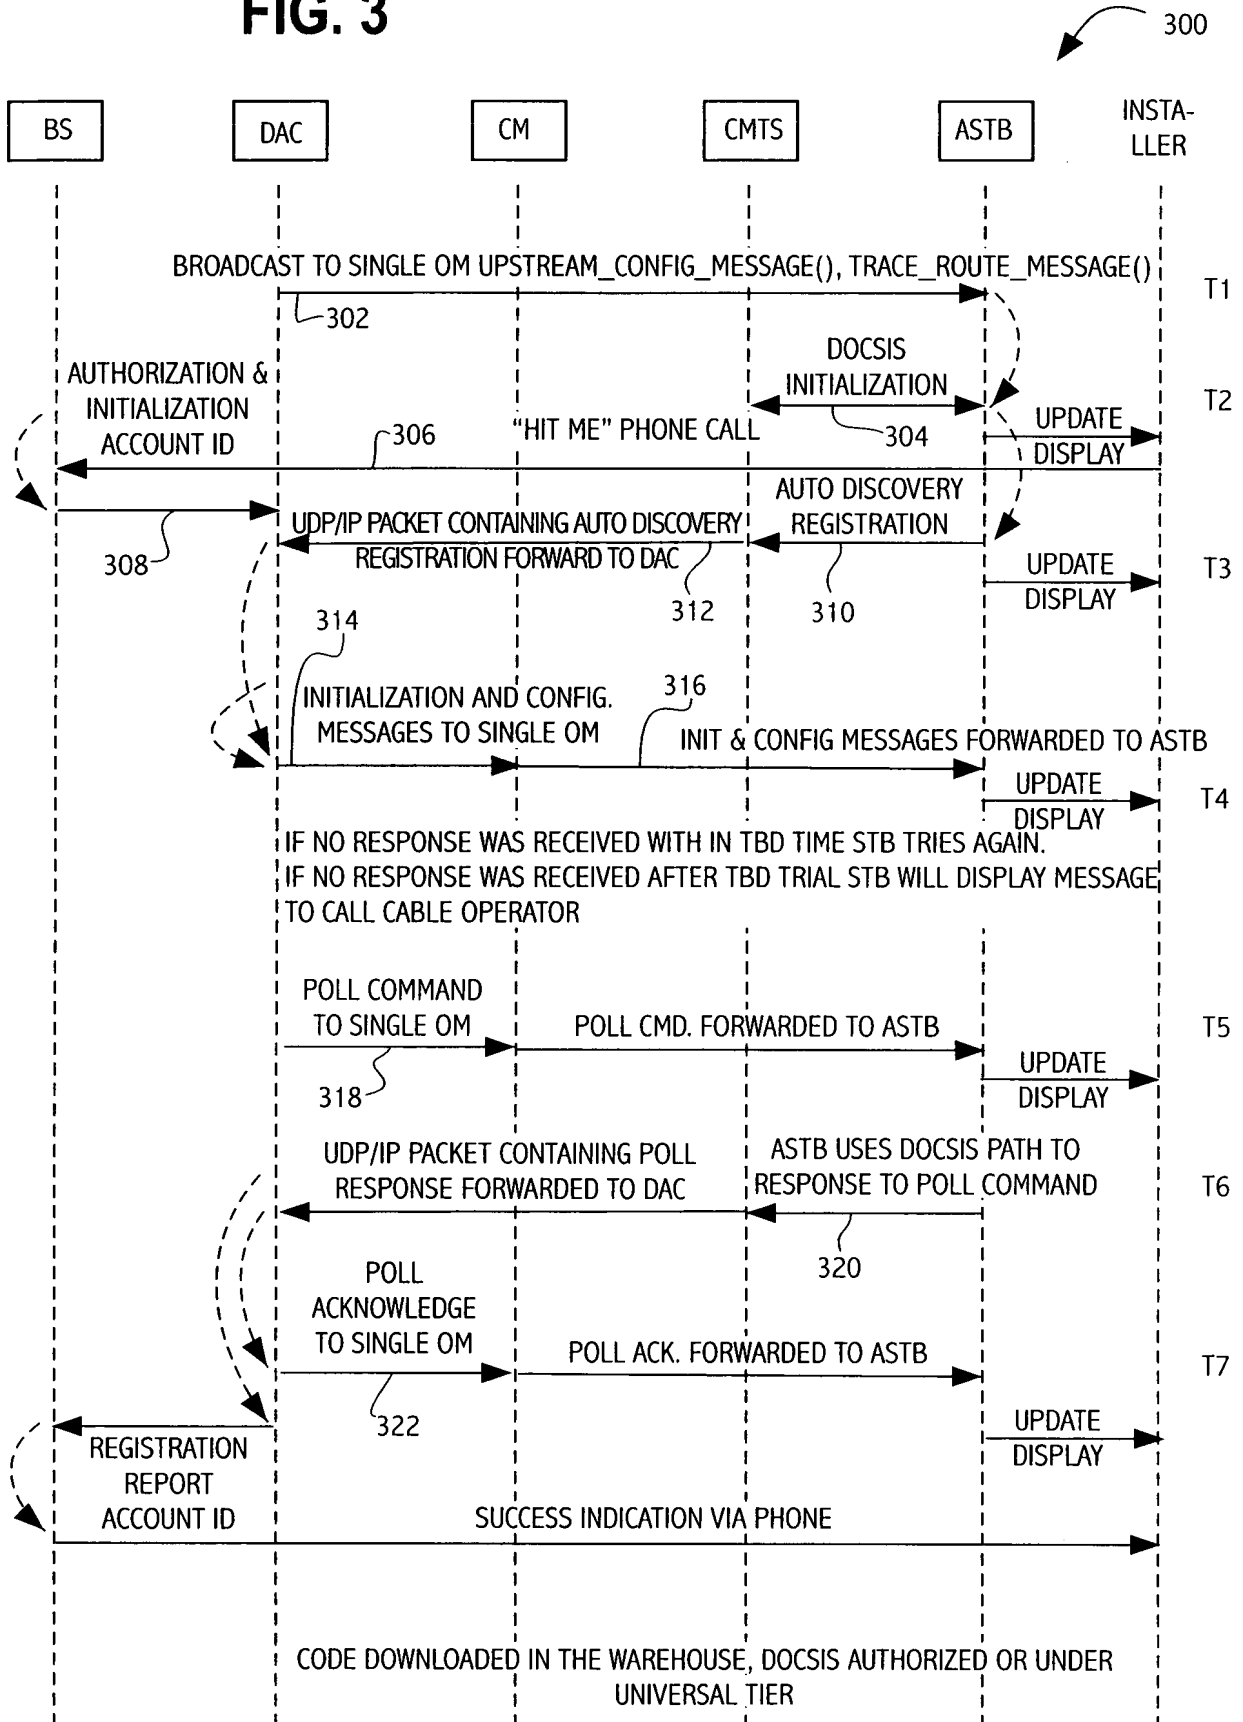 FIG. 3
300
BS
DAC
CM
CMTS
ASTB
INSTA-
LLER
BROADCAST TO SINGLE OM UPSTREAM_CONFIG_MESSAGE(), TRACE_ROUTE_MESSAGE()
T1
302
DOCSIS
INITIALIZATION
T2
304
AUTHORIZATION &
INITIALIZATION
ACCOUNT ID
306
"HIT ME" PHONE CALL
UPDATE
DISPLAY
308
AUTO DISCOVERY
REGISTRATION
UDP/IP PACKET CONTAINING AUTO DISCOVERY
REGISTRATION FORWARD TO DAC
T3
312
310
UPDATE
DISPLAY
314
INITIALIZATION AND CONFIG.
MESSAGES TO SINGLE OM
316
INIT & CONFIG MESSAGES FORWARDED TO ASTB
T4
UPDATE
DISPLAY
IF NO RESPONSE WAS RECEIVED WITH IN TBD TIME STB TRIES AGAIN.
IF NO RESPONSE WAS RECEIVED AFTER TBD TRIAL STB WILL DISPLAY MESSAGE
TO CALL CABLE OPERATOR
POLL COMMAND
TO SINGLE OM
POLL CMD. FORWARDED TO ASTB
T5
318
UPDATE
DISPLAY
UDP/IP PACKET CONTAINING POLL
RESPONSE FORWARDED TO DAC
ASTB USES DOCSIS PATH TO
RESPONSE TO POLL COMMAND
T6
320
POLL
ACKNOWLEDGE
TO SINGLE OM
POLL ACK. FORWARDED TO ASTB
T7
322
UPDATE
DISPLAY
REGISTRATION
REPORT
ACCOUNT ID
SUCCESS INDICATION VIA PHONE
CODE DOWNLOADED IN THE WAREHOUSE, DOCSIS AUTHORIZED OR UNDER
UNIVERSAL TIER